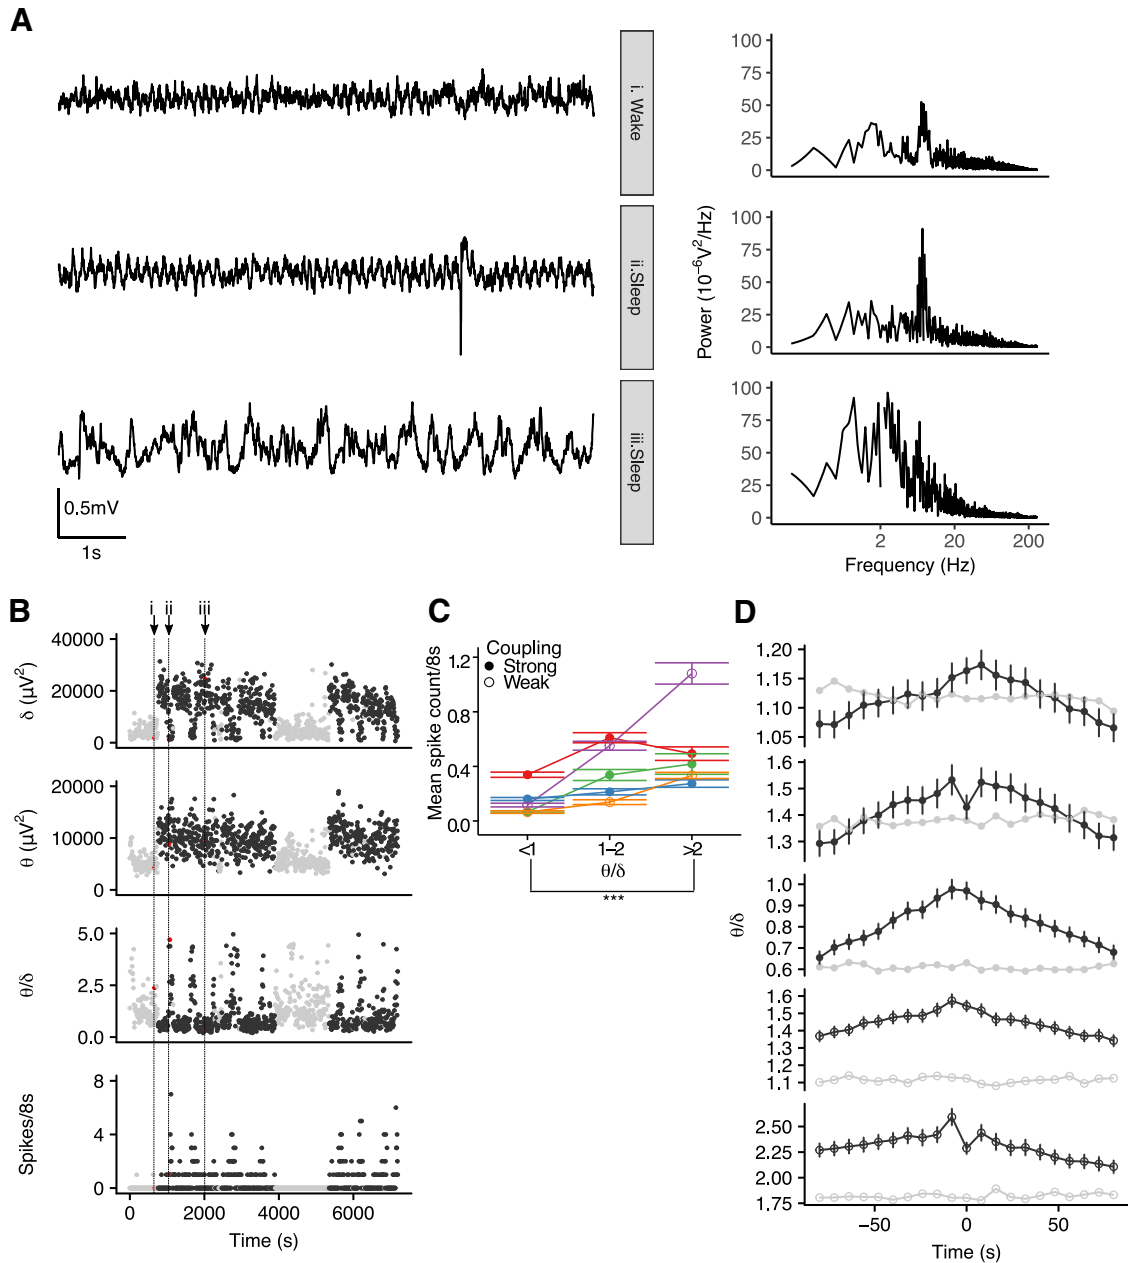 A
i. Wake
ii.Sleep
iii.Sleep
0.5mV
1s
Power (10⁻⁶V²/Hz)
100
75
50
25
0
100
75
50
25
0
100
75
50
25
0
2 20 200
Frequency (Hz)
B
i ii iii
δ (µV²)
40000
20000
0
θ (µV²)
20000
10000
0
θ/δ
5.0
2.5
0.0
Spikes/8s
8
4
0
0 2000 4000 6000
Time (s)
C
Coupling
Strong
Weak
Mean spike count/8s
1.2
0.8
0.4
0.0
<1 1−2 >2
θ/δ
***
D
θ/δ
1.20
1.15
1.10
1.05
1.6
1.5
1.4
1.3
1.0
0.9
0.8
0.7
0.6
1.6
1.5
1.4
1.3
1.2
1.1
2.50
2.25
2.00
1.75
−50 0 50
Time (s)